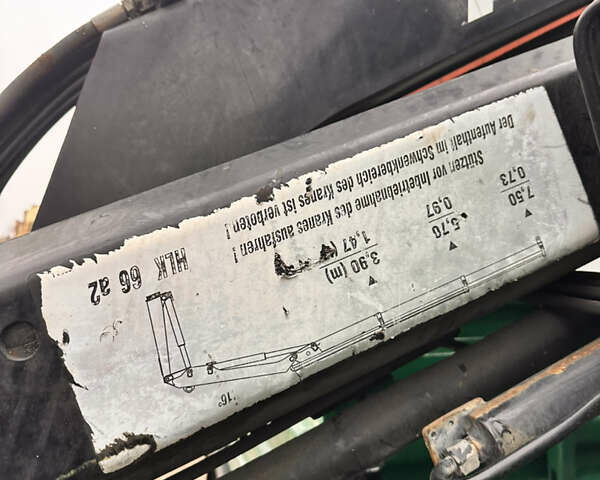 HLK 66 a2
Stützen vor Inbetriebnahme des Kranes ausfahren !
Der Aufenthalt im Schwenkbereich des Kranes ist verboten !
3,90 (m) 5,70 7,50
1,47 0,97 0,73
16°